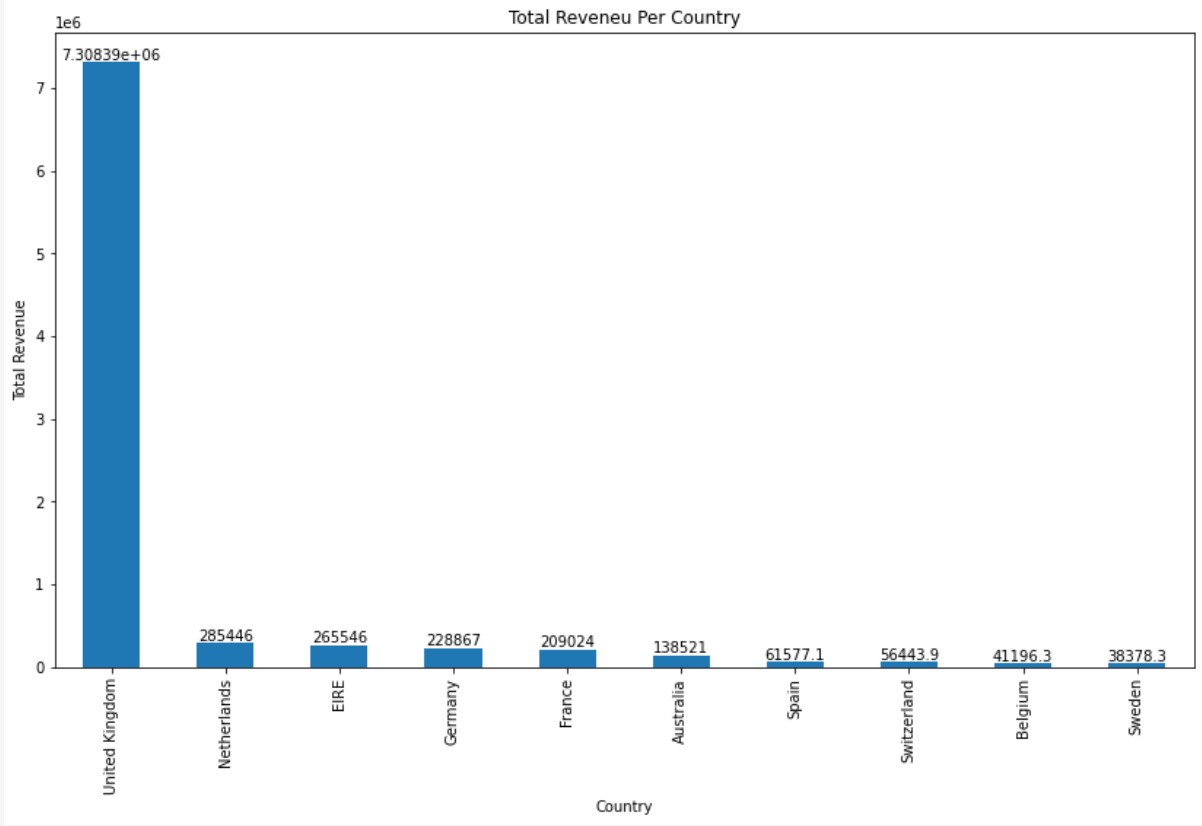 Total Reveneu Per Country
1e6
7.30839e+06
7
6
5
4
3
2
1
0
Total Revenue
285446
265546
228867
209024
138521
61577.1
56443.9
41196.3
38378.3
United Kingdom
Netherlands
EIRE
Germany
France
Australia
Spain
Switzerland
Belgium
Sweden
Country